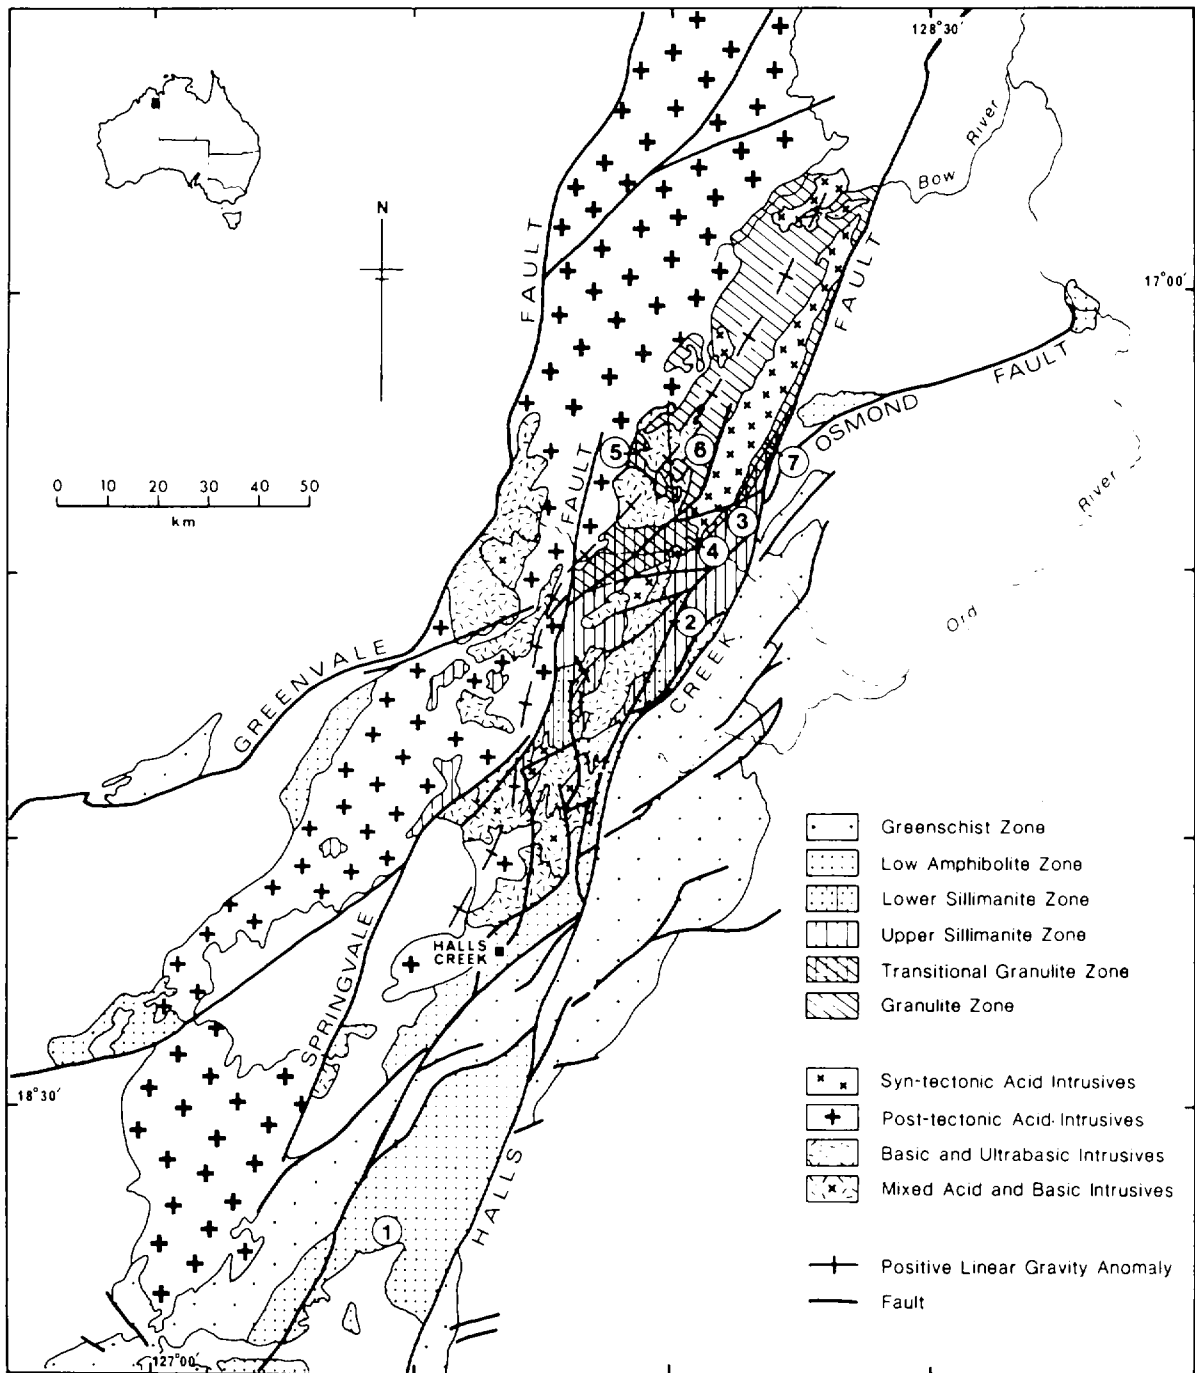 128°30′
River
Bow
N
FAULT
FAULT
17°00′
FAULT
OSMOND
5
6
7
FAULT
0 10 20 30 40 50
km
3
4
River
Ord
2
CREEK
GREENVALE
HALLS
CREEK
SPRINGVALE
18°30′
HALLS
1
127°00′
Greenschist Zone
Low Amphibolite Zone
Lower Sillimanite Zone
Upper Sillimanite Zone
Transitional Granulite Zone
Granulite Zone
Syn-tectonic Acid Intrusives
Post-tectonic Acid Intrusives
Basic and Ultrabasic Intrusives
Mixed Acid and Basic Intrusives
Positive Linear Gravity Anomaly
Fault